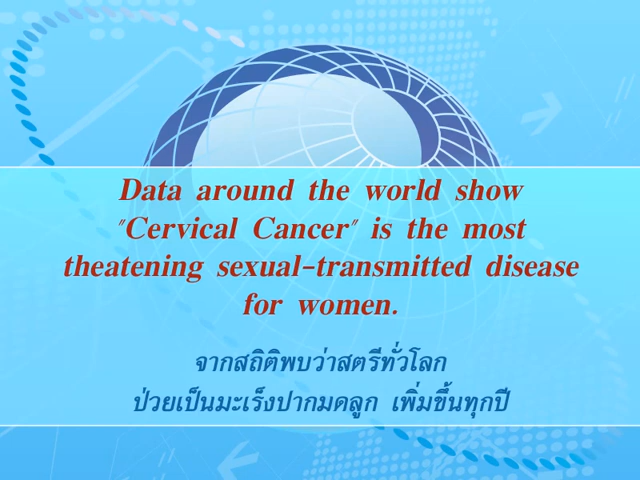 Data around the world show
"Cervical Cancer" is the most
theatening sexual-transmitted disease
for women.
จากสถิติพบว่าสตรีทั่วโลก
ป่วยเป็นมะเร็งปากมดลูก เพิ่มขึ้นทุกปี